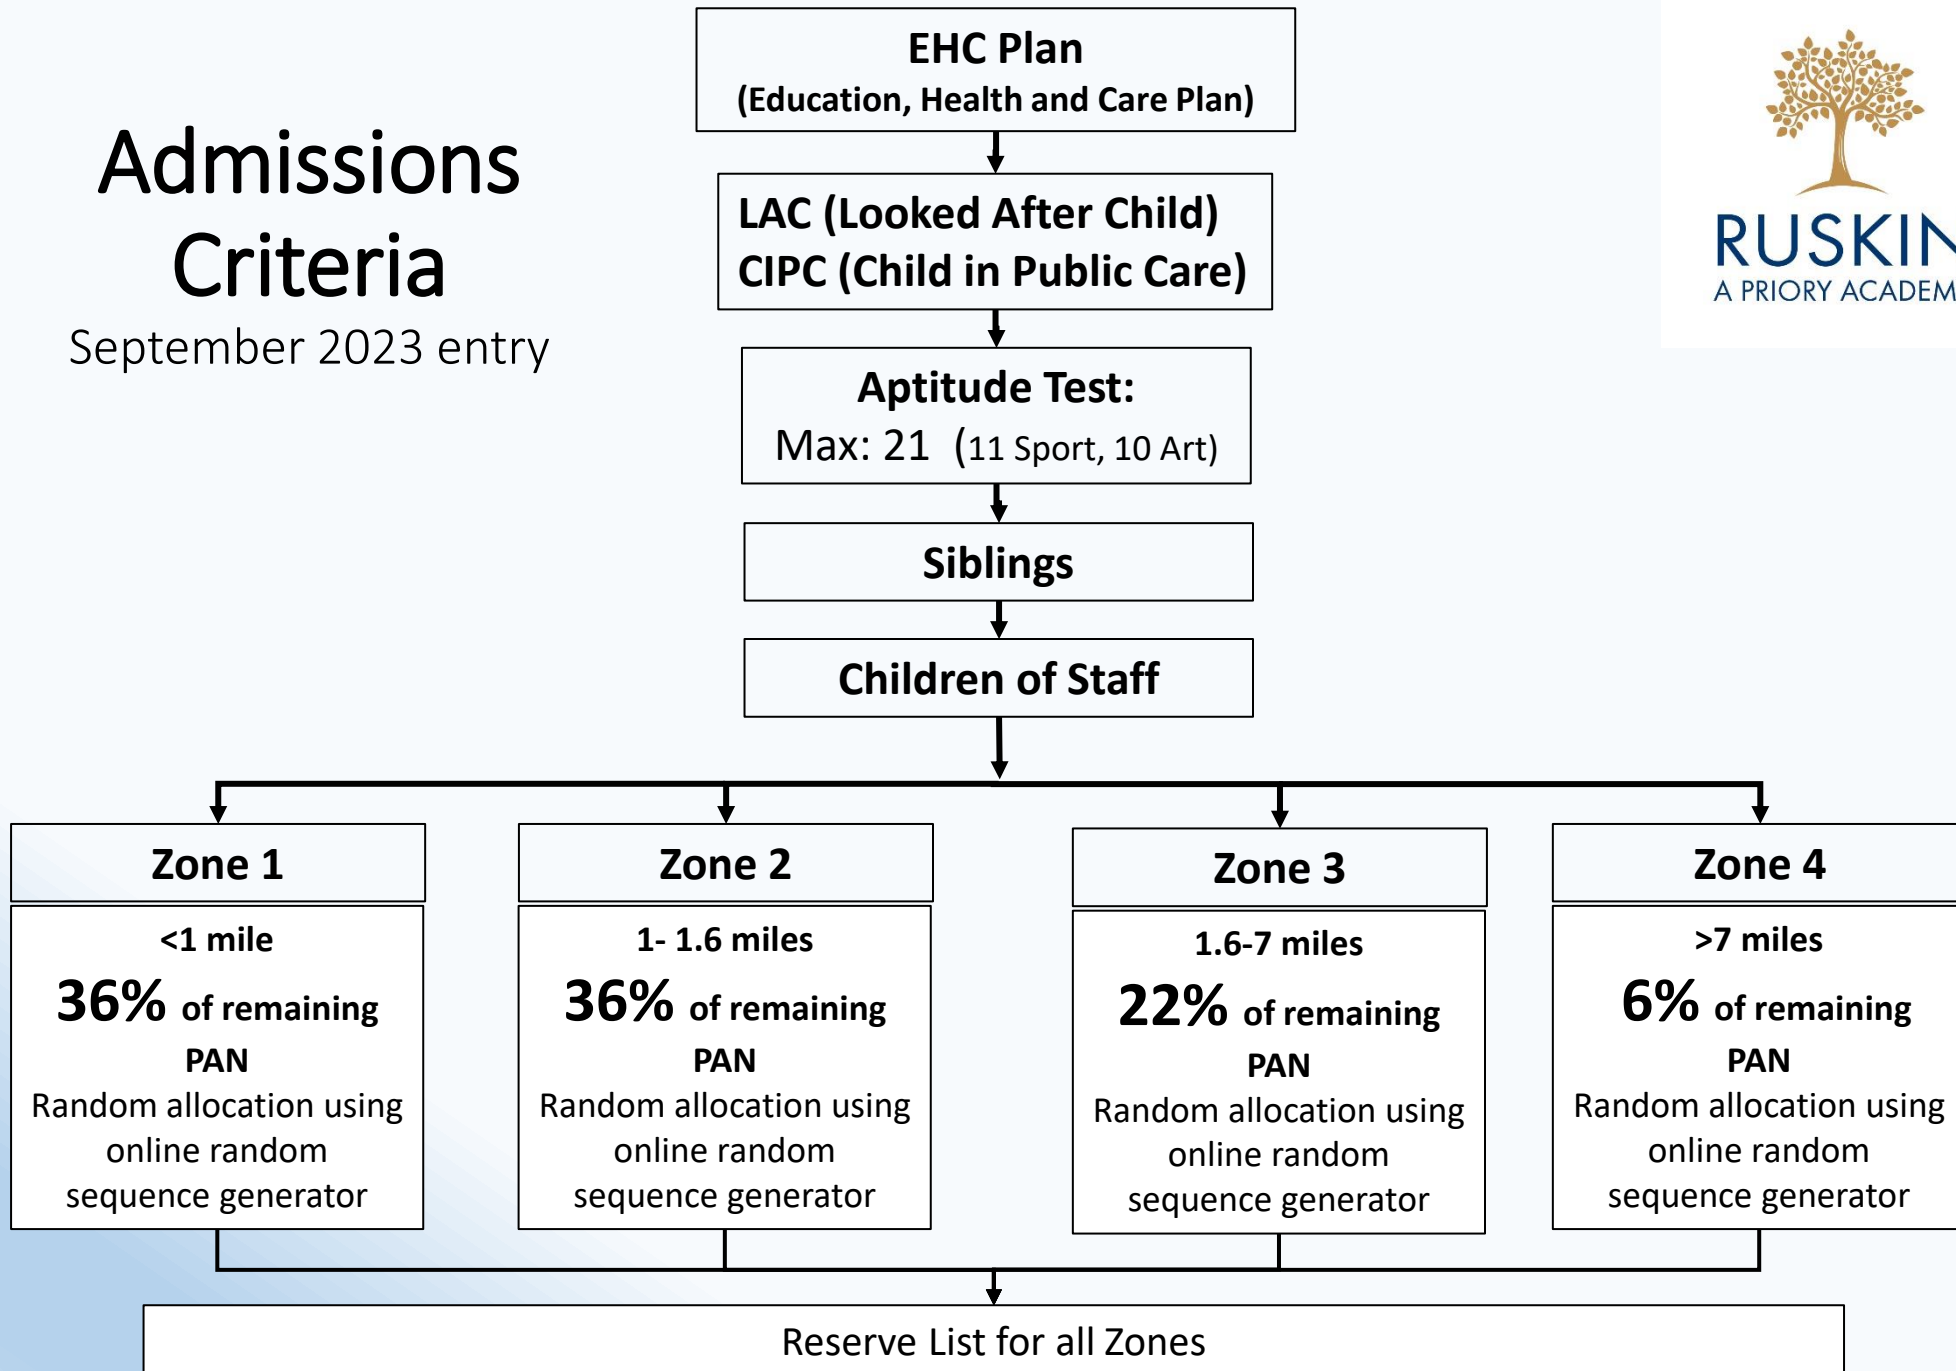 Admissions
Criteria
September 2023 entry
EHC Plan
(Education, Health and Care Plan)
RUSKIN
A PRIORY ACADEM
LAC (Looked After Child)
CIPC (Child in Public Care)
Aptitude Test:
Max: 21 (11 Sport, 10 Art)
Siblings
Children of Staff
Zone 1
<1 mile
36% of remaining
PAN
Random allocation using
online random
sequence generator
Zone 2
1- 1.6 miles
36% of remaining
PAN
Random allocation using
online random
sequence generator
Zone 3
1.6-7 miles
22% of remaining
PAN
Random allocation using
online random
sequence generator
Zone 4
>7 miles
6% of remaining
PAN
Random allocation using
online random
sequence generator
Reserve List for all Zones